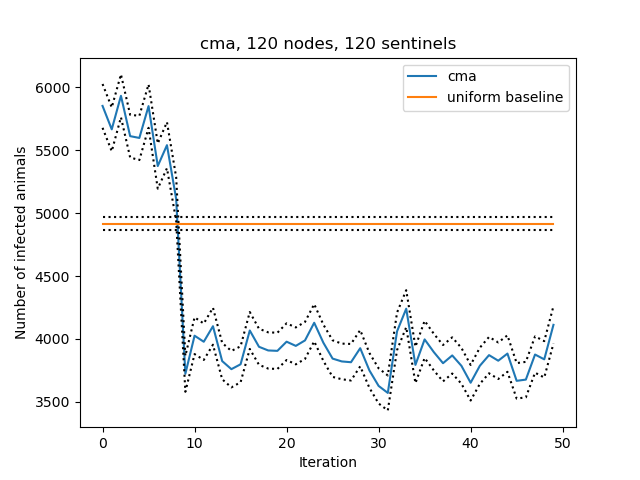 cma, 120 nodes, 120 sentinels
cma
uniform baseline
Number of infected animals
6000
5500
5000
4500
4000
3500
0 10 20 30 40 50
Iteration